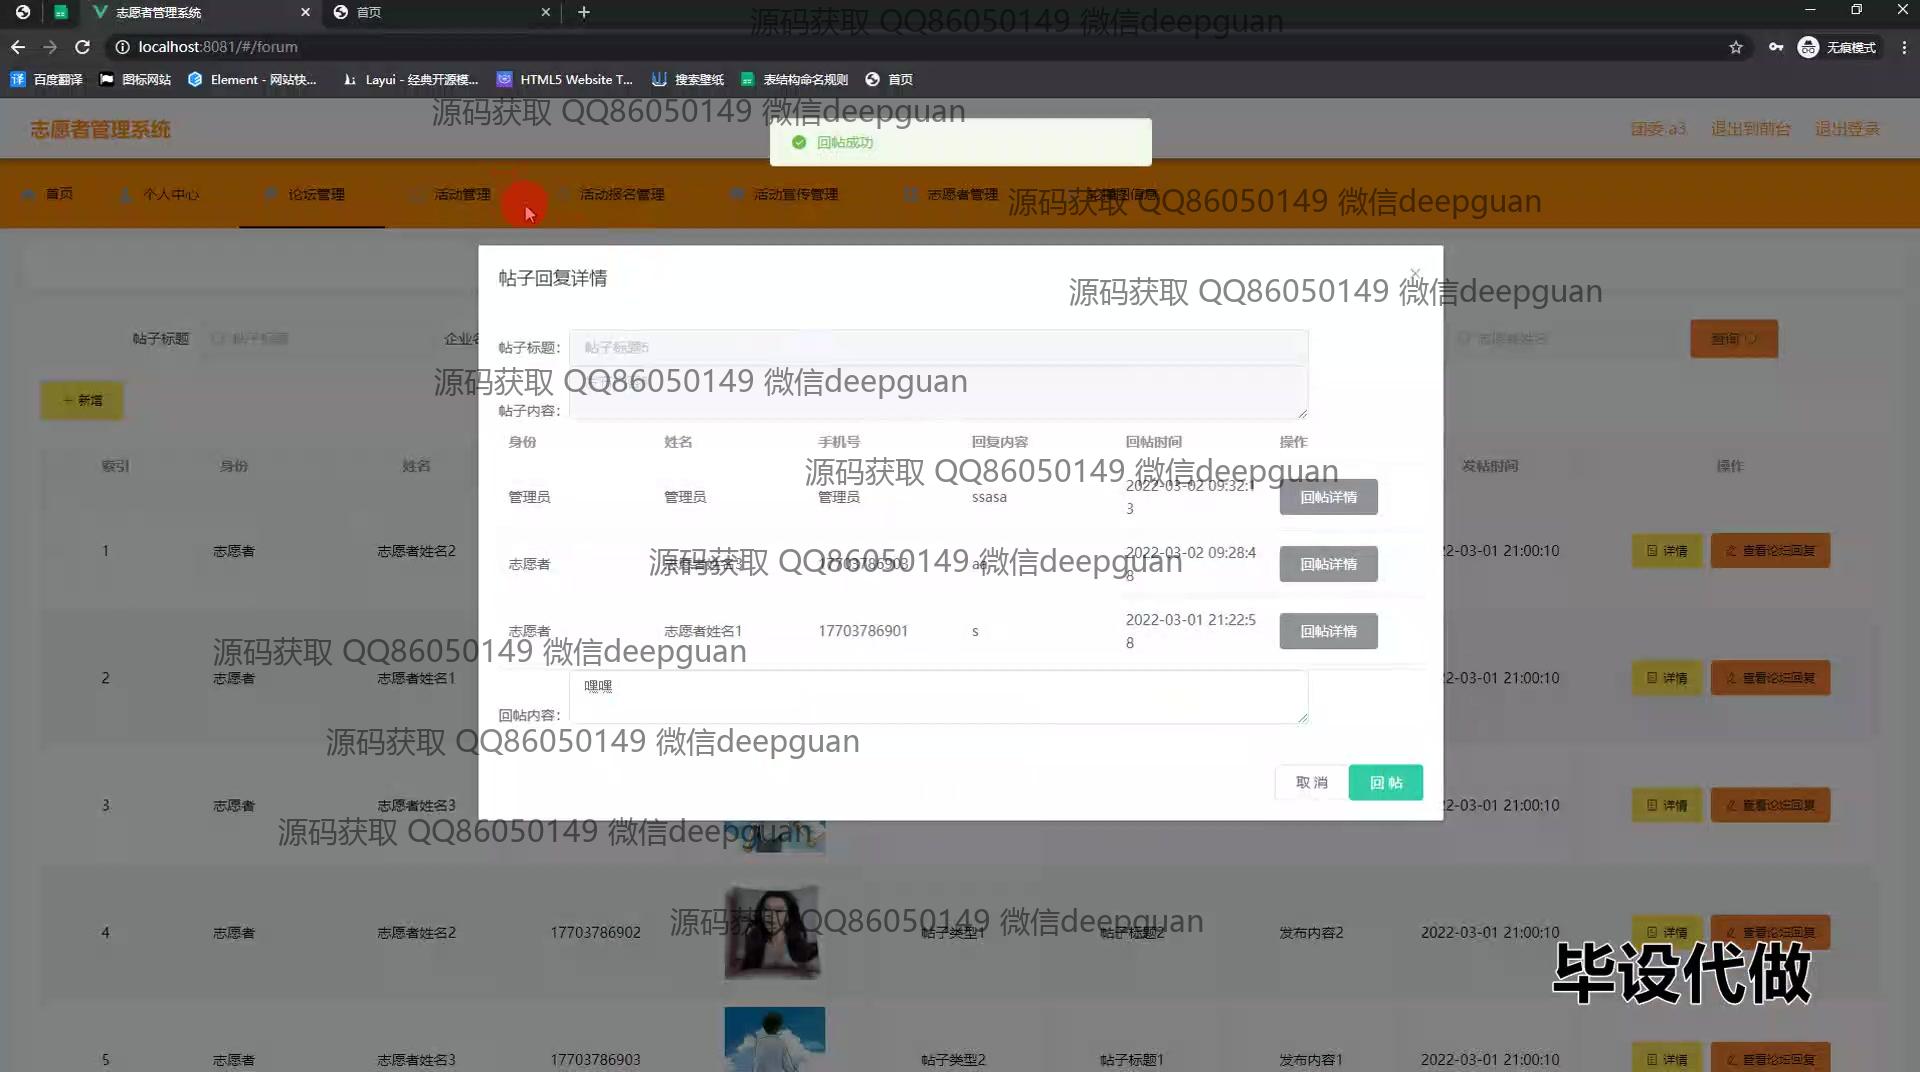 志愿者管理系统
首页
源码获取 QQ86050149 微信deepguan
localhost:8081/#/forum
无痕模式
百度翻译
图标网站
Element - 网站快...
Layui - 经典开源模...
HTML5 Website T...
搜索壁纸
表结构命名规则
首页
源码获取 QQ86050149 微信deepguan
志愿者管理系统
回帖成功
团委 a3
退出到前台
退出登录
首页
个人中心
论坛管理
活动管理
活动报名管理
活动宣传管理
志愿者管理
源码获取 QQ86050149 微信deepguan
帖子回复详情
源码获取 QQ86050149 微信deepguan
帖子标题
帖子标题
帖子标题：
帖子标题5
志愿者姓名
查询
源码获取 QQ86050149 微信deepguan
+ 新增
帖子内容：
身份 姓名 手机号 回复内容 回帖时间 操作
索引 身份 姓名 发帖时间 操作
源码获取 QQ86050149 微信deepguan
管理员 管理员 管理员 ssasa 2022-03-02 09:32:13 回帖详情
1 志愿者 志愿者姓名2 2-03-01 21:00:10 详情 查看论坛回复
志愿者 志愿者姓名3 17703786903 2022-03-02 09:28:48 回帖详情
源码获取 QQ86050149 微信deepguan
志愿者 志愿者姓名1 17703786901 s 2022-03-01 21:22:58 回帖详情
源码获取 QQ86050149 微信deepguan
2 志愿者 志愿者姓名1 2-03-01 21:00:10 详情 查看论坛回复
嘿嘿
回帖内容：
源码获取 QQ86050149 微信deepguan
取 消
回 帖
3 志愿者 志愿者姓名3 2-03-01 21:00:10 详情 查看论坛回复
源码获取 QQ86050149 微信deepguan
源码获取 QQ86050149 微信deepguan
4 志愿者 志愿者姓名2 17703786902 帖子类型1 帖子标题2 发布内容2 2022-03-01 21:00:10 详情 查看论坛回复
毕设代做
5 志愿者 志愿者姓名3 17703786903 帖子类型2 帖子标题1 发布内容1 2022-03-01 21:00:10 详情 查看论坛回复